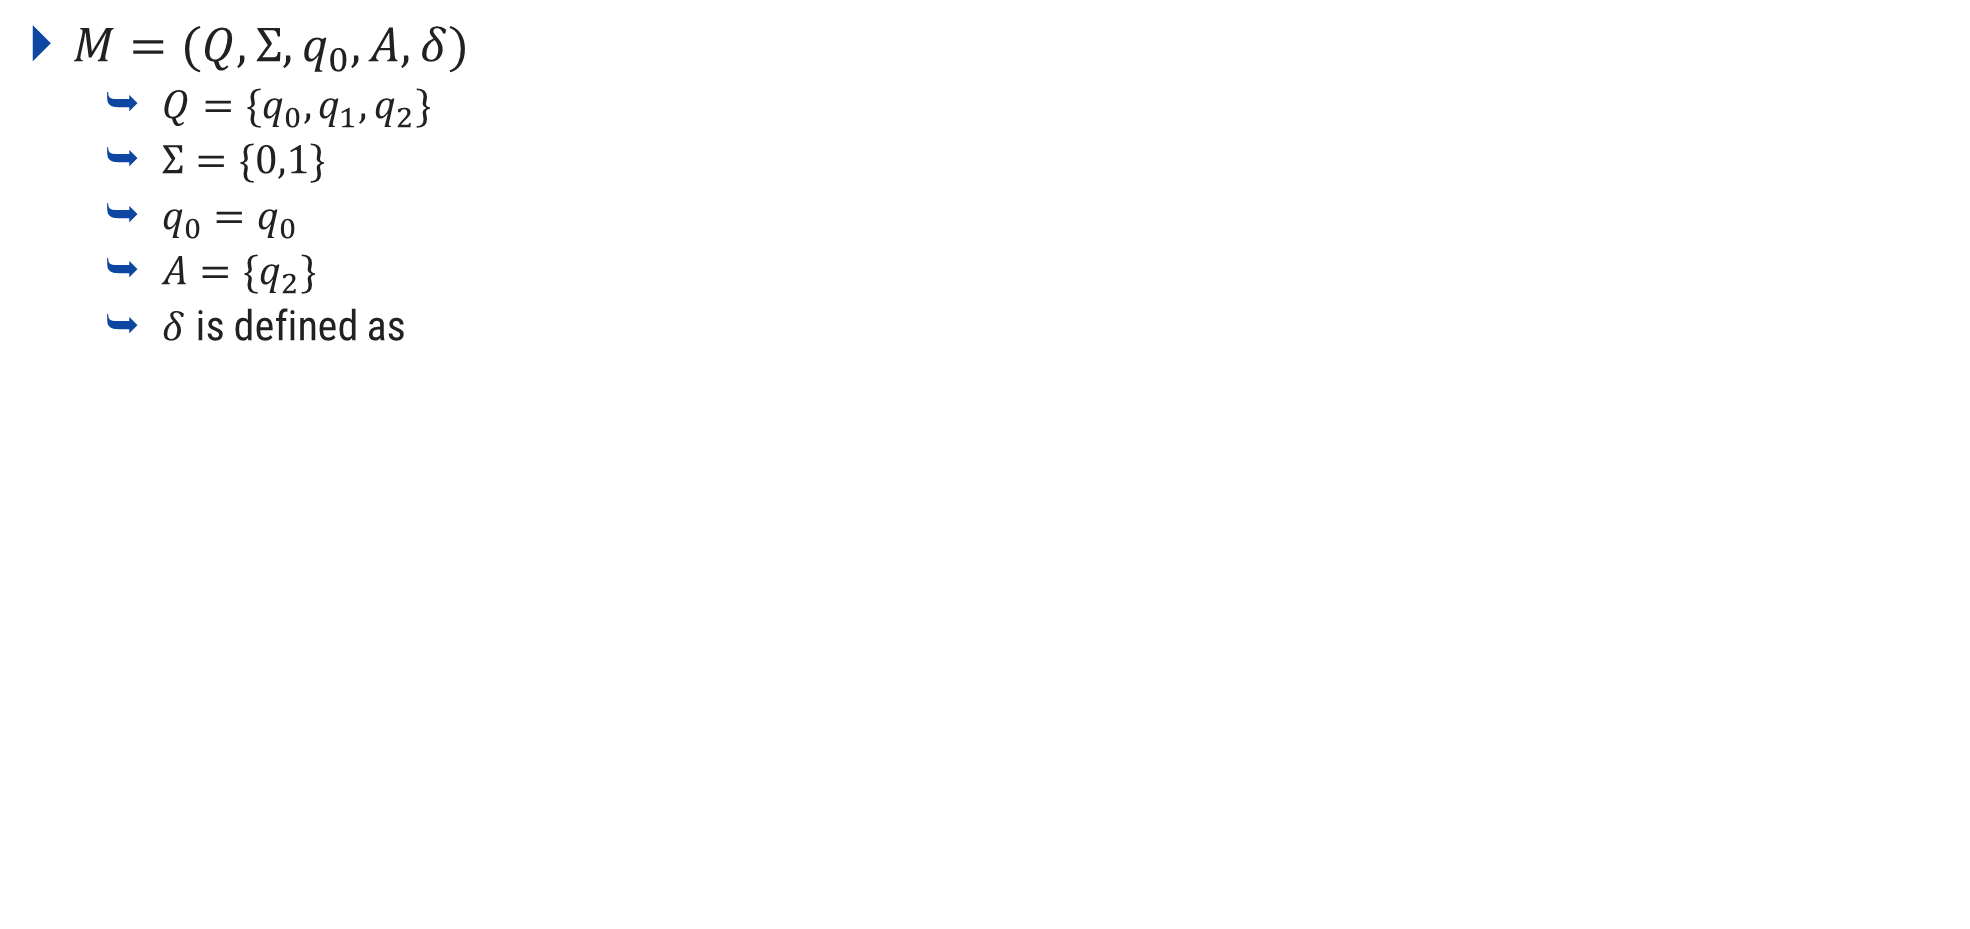 M = (Q, Σ, q₀, A, δ)
Q = {q₀, q₁, q₂}
Σ = {0,1}
q₀ = q₀
A = {q₂}
δ is defined as